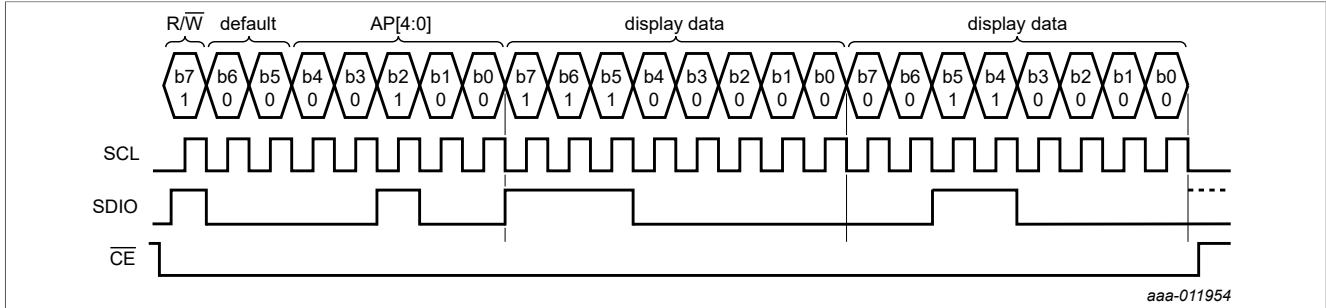 R/W default AP[4:0] display data display data
b7 b6 b5 b4 b3 b2 b1 b0 b7 b6 b5 b4 b3 b2 b1 b0 b7 b6 b5 b4 b3 b2 b1 b0
1 0 0 0 0 1 0 0 1 1 1 0 0 0 0 0 0 0 1 1 0 0 0 0
SCL
SDIO
CE
aaa-011954